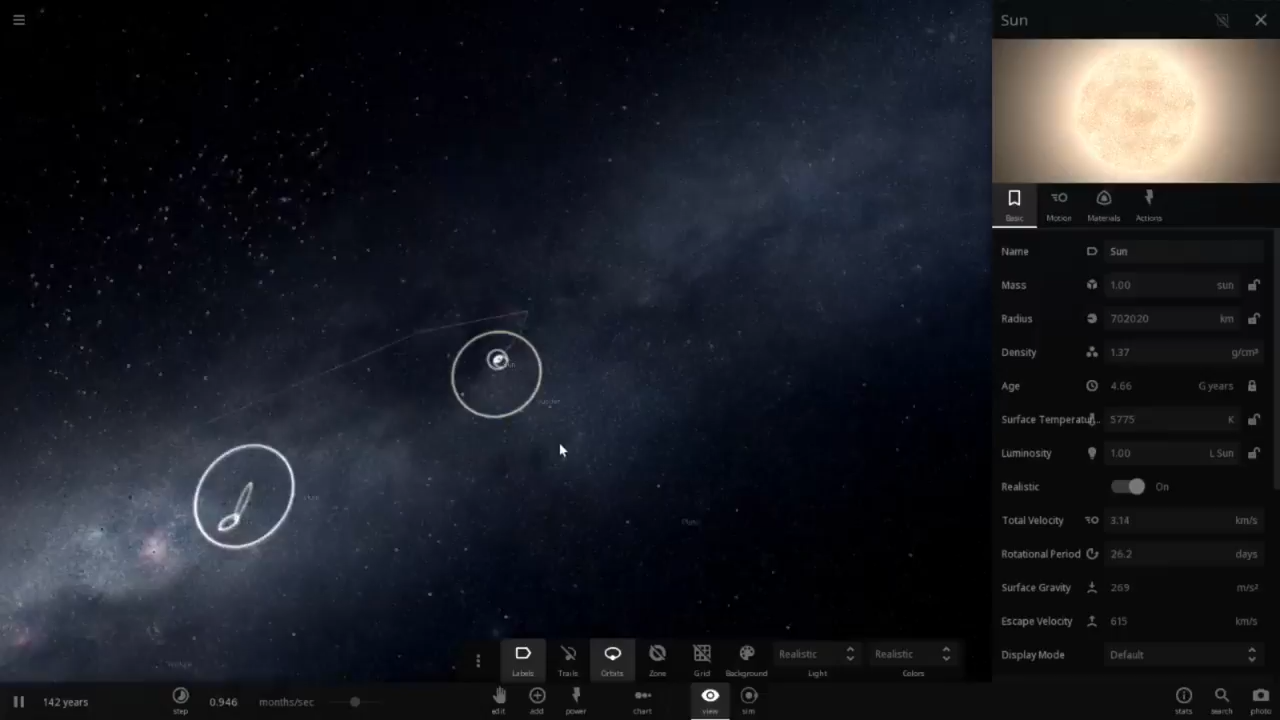 Sun
Basic
Motion
Materials
Actions
Name Sun
Mass 1.00 sun
Radius 702020 km
Density 1.37 g/cm³
Age 4.66 G years
Surface Temperatur... 5775 K
Luminosity 1.00 L Sun
Realistic On
Total Velocity 3.14 km/s
Rotational Period 26.2 days
Surface Gravity 269 m/s²
Escape Velocity 615 km/s
Display Mode Default
Pluto
Labels
Trails
Orbits
Zone
Grid
Background
Realistic
Light
Realistic
Colors
142 years
step
0.946 months/sec
edit
add
power
chart
view
sim
stats
search
photo